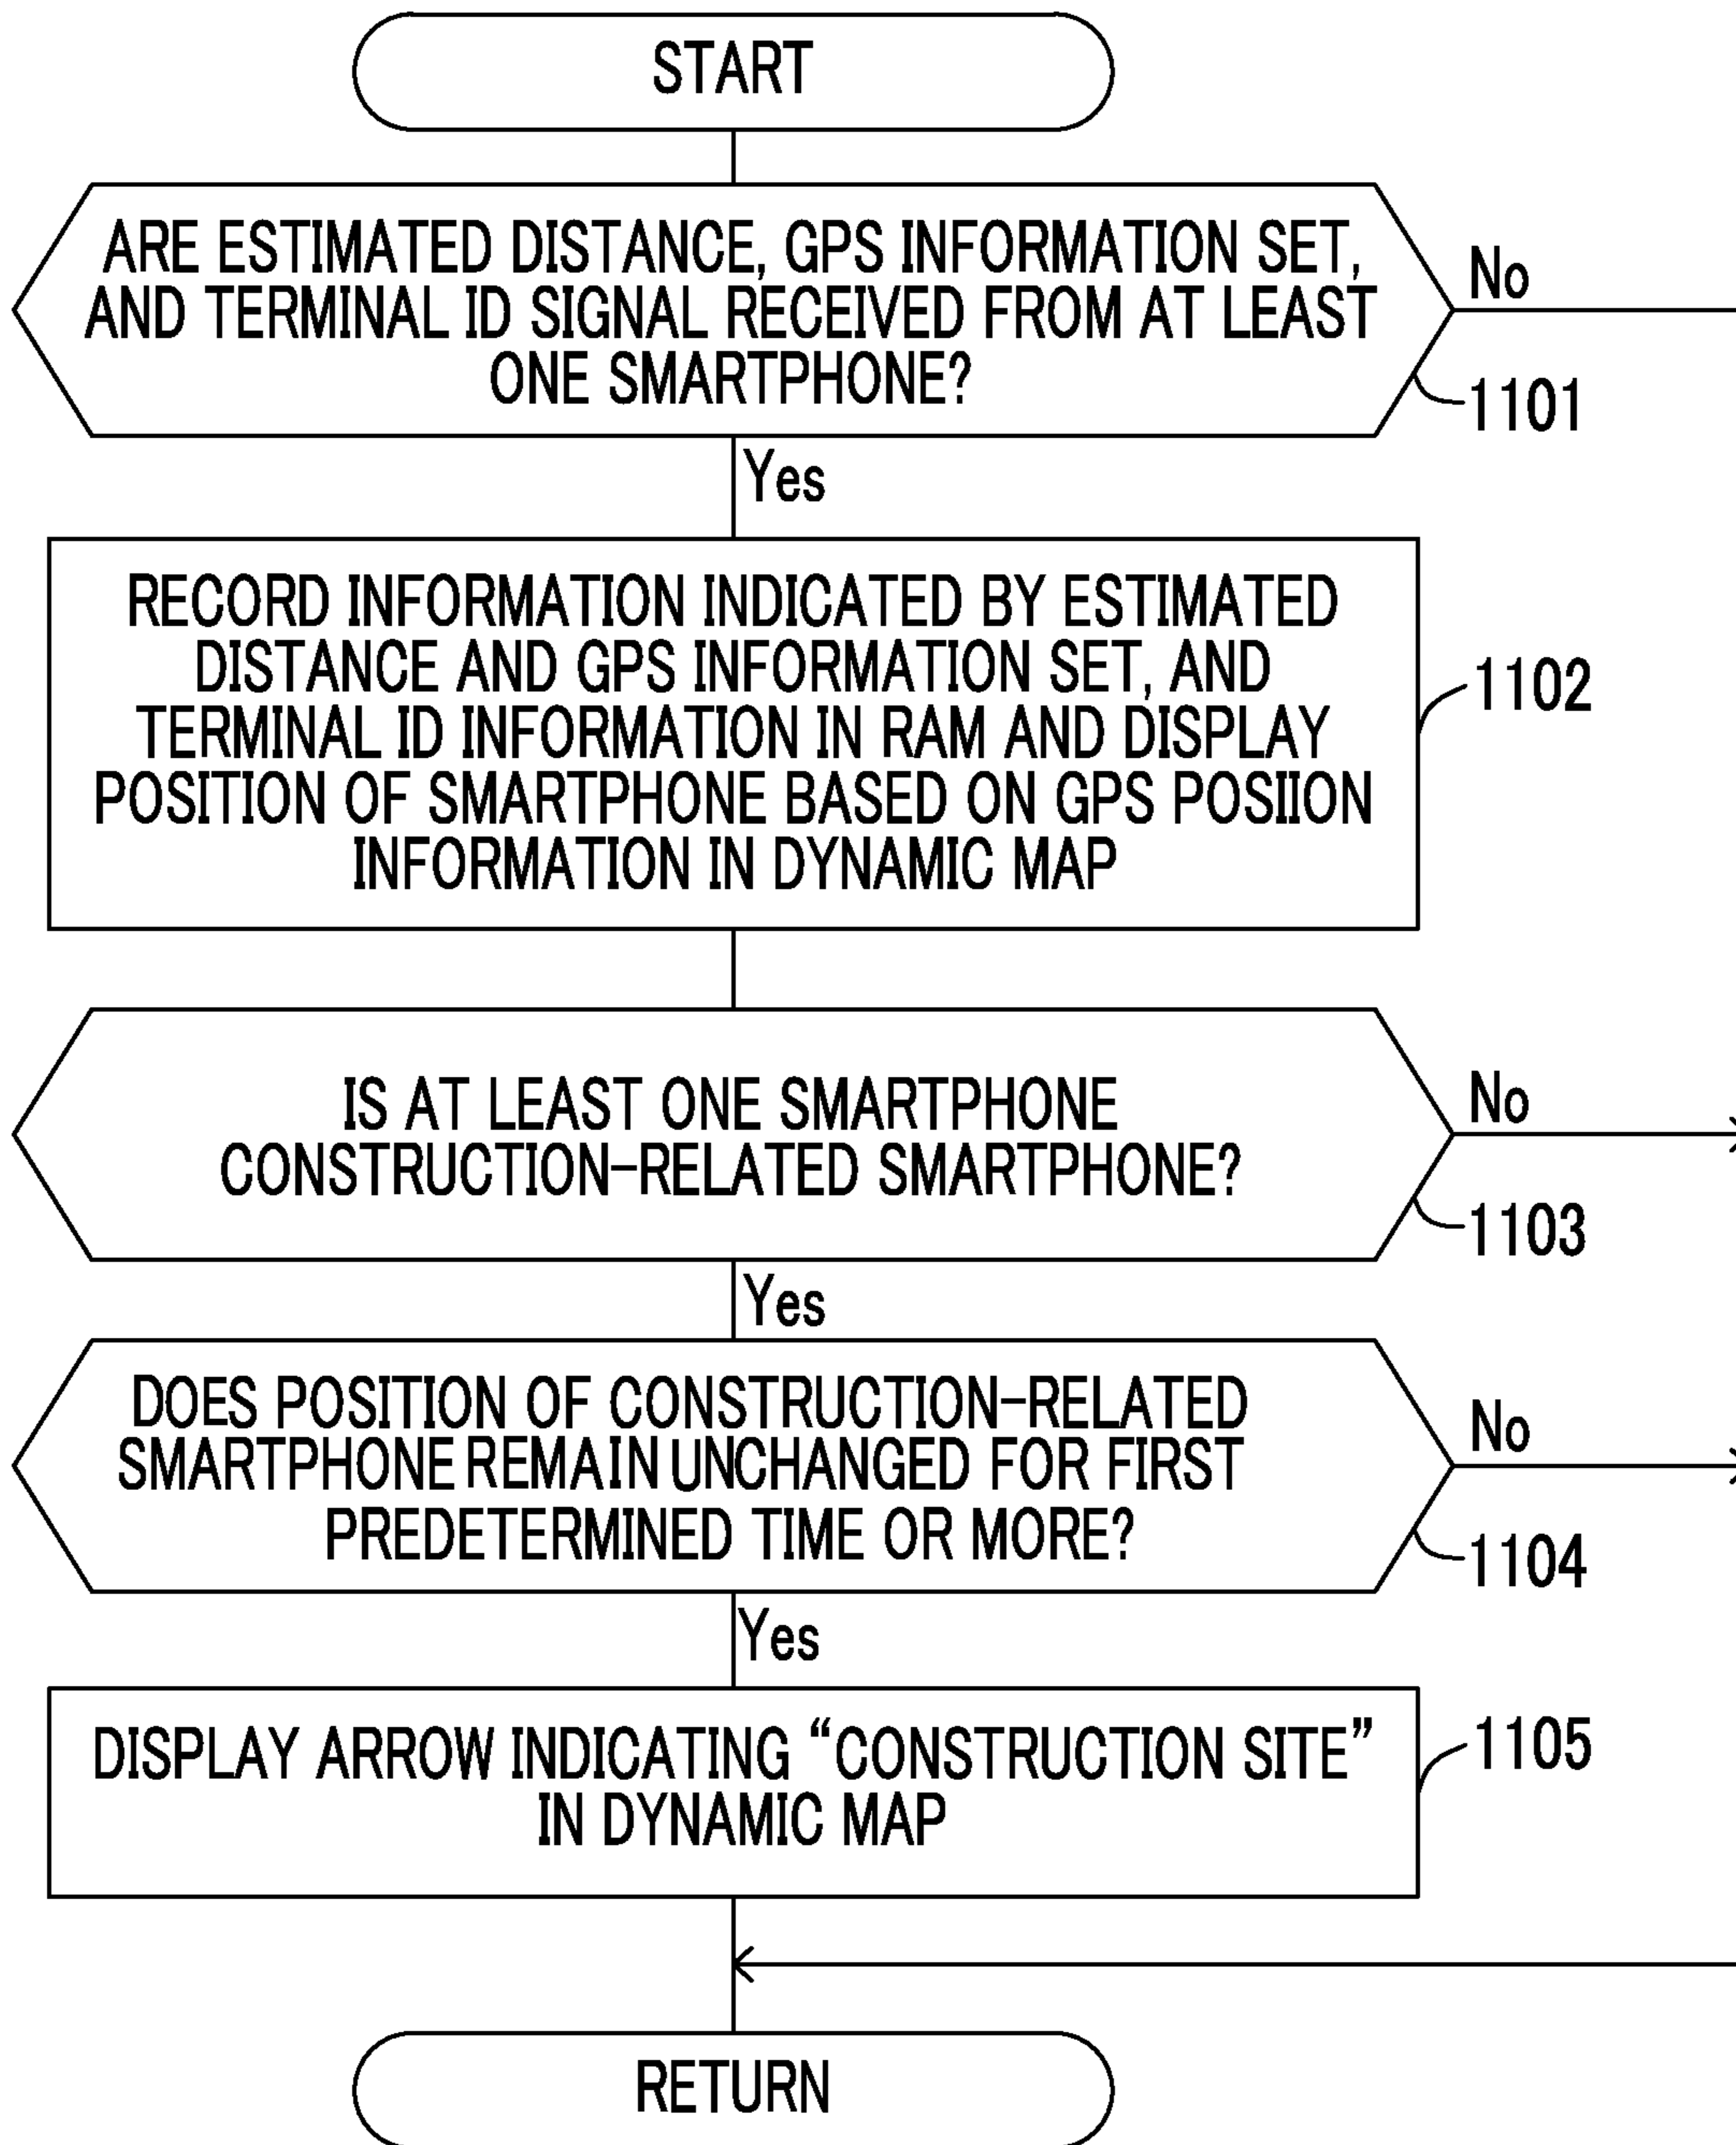 START
ARE ESTIMATED DISTANCE, GPS INFORMATION SET,
AND TERMINAL ID SIGNAL RECEIVED FROM AT LEAST
ONE SMARTPHONE?
No
1101
Yes
RECORD INFORMATION INDICATED BY ESTIMATED
DISTANCE AND GPS INFORMATION SET, AND
TERMINAL ID INFORMATION IN RAM AND DISPLAY
POSITION OF SMARTPHONE BASED ON GPS POSIION
INFORMATION IN DYNAMIC MAP
1102
IS AT LEAST ONE SMARTPHONE
CONSTRUCTION-RELATED SMARTPHONE?
No
1103
Yes
DOES POSITION OF CONSTRUCTION-RELATED
SMARTPHONE REMAIN UNCHANGED FOR FIRST
PREDETERMINED TIME OR MORE?
No
1104
Yes
DISPLAY ARROW INDICATING “CONSTRUCTION SITE”
IN DYNAMIC MAP
1105
RETURN